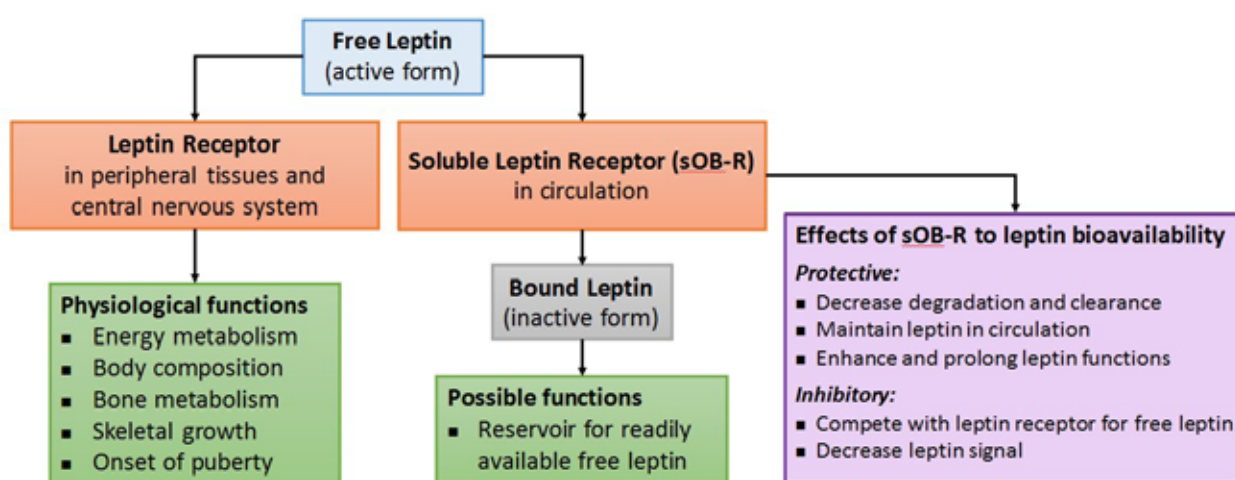 Free Leptin
(active form)
Leptin Receptor
in peripheral tissues and
central nervous system
Soluble Leptin Receptor (sOB-R)
in circulation
Physiological functions
▪ Energy metabolism
▪ Body composition
▪ Bone metabolism
▪ Skeletal growth
▪ Onset of puberty
Bound Leptin
(inactive form)
Possible functions
▪ Reservoir for readily
available free leptin
Effects of sOB-R to leptin bioavailability
Protective:
▪ Decrease degradation and clearance
▪ Maintain leptin in circulation
▪ Enhance and prolong leptin functions
Inhibitory:
▪ Compete with leptin receptor for free leptin
▪ Decrease leptin signal